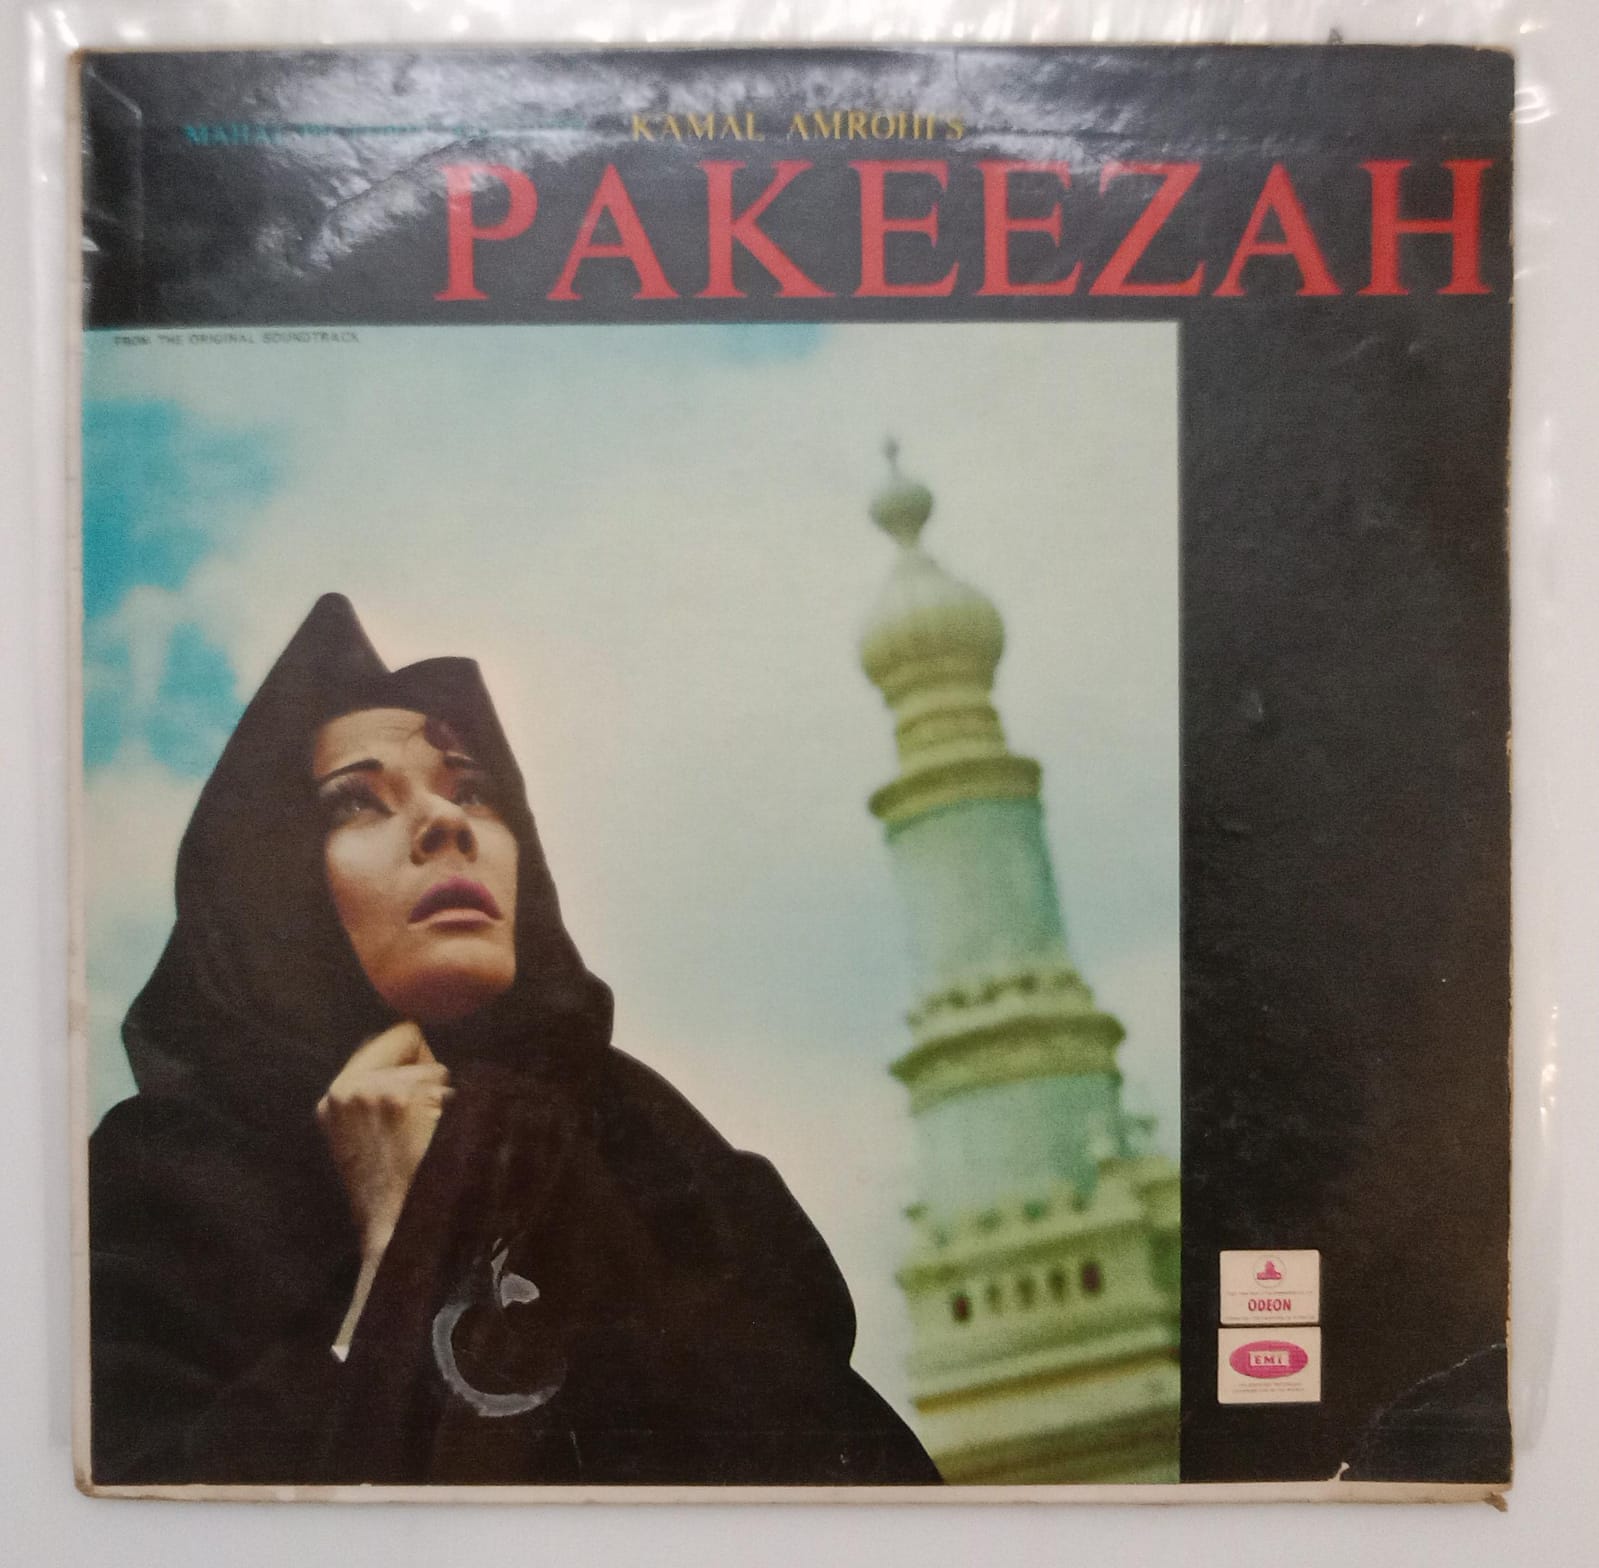 KAMAL AMROHI'S
PAKEEZAH
FROM THE ORIGINAL SOUNDTRACK
ODEON
EMI